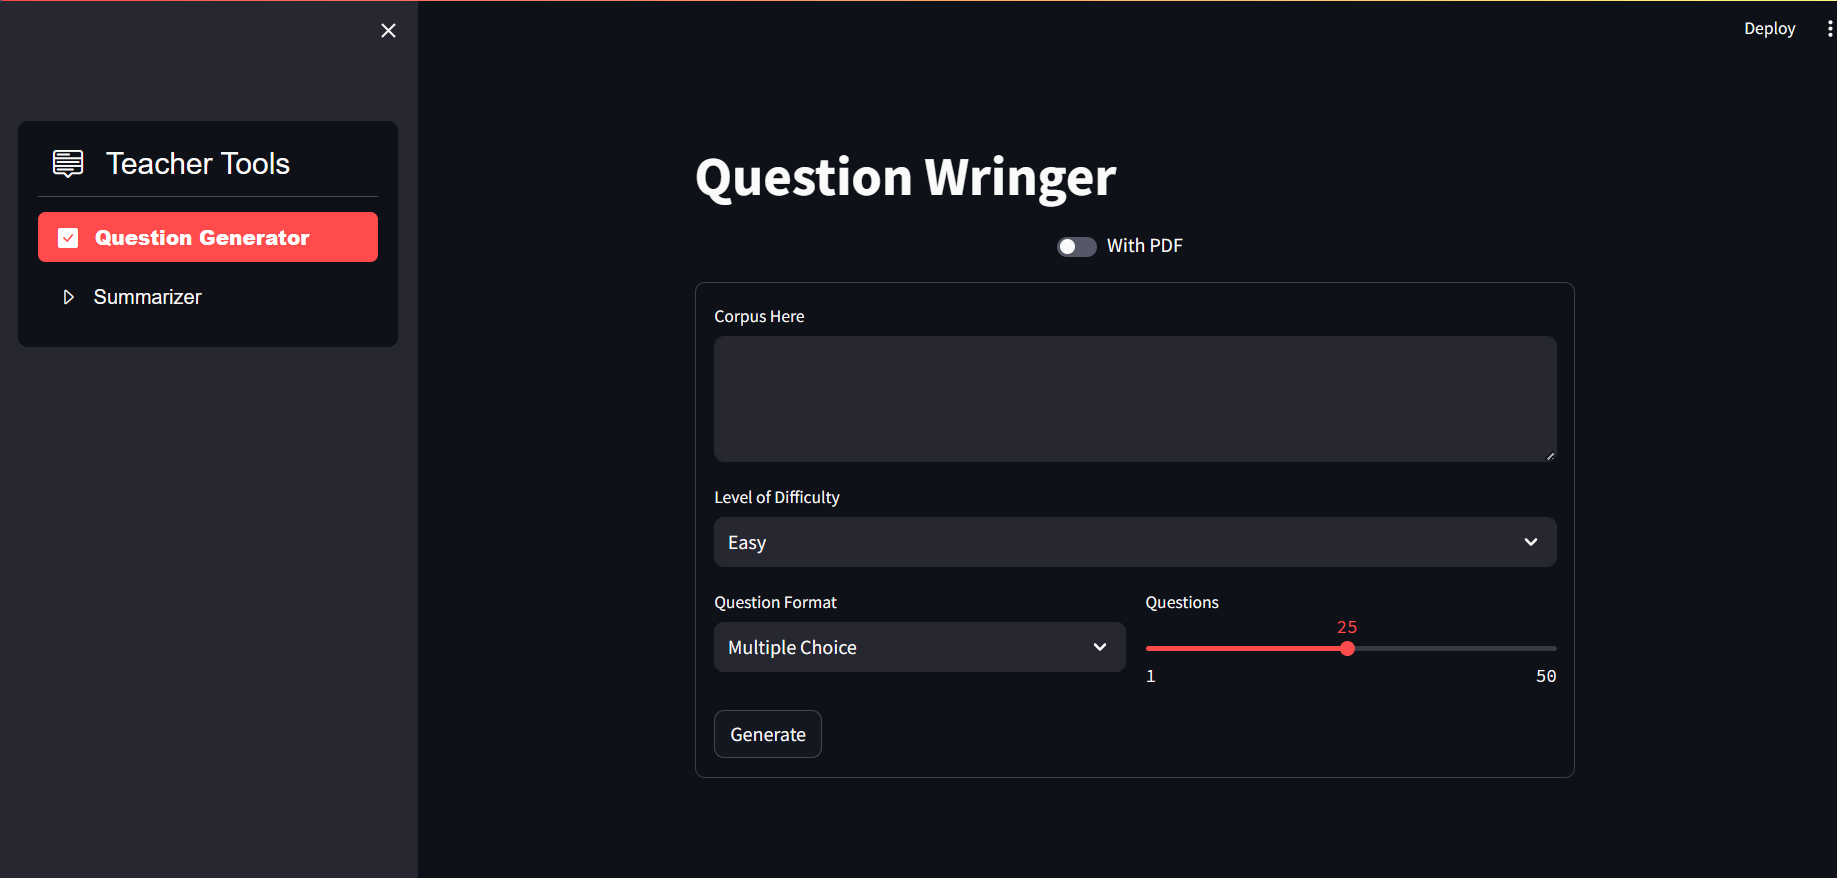 Deploy
Teacher Tools
Question Generator
Summarizer
Question Wringer
With PDF
Corpus Here
Level of Difficulty
Easy
Question Format
Multiple Choice
Questions
25
1 50
Generate